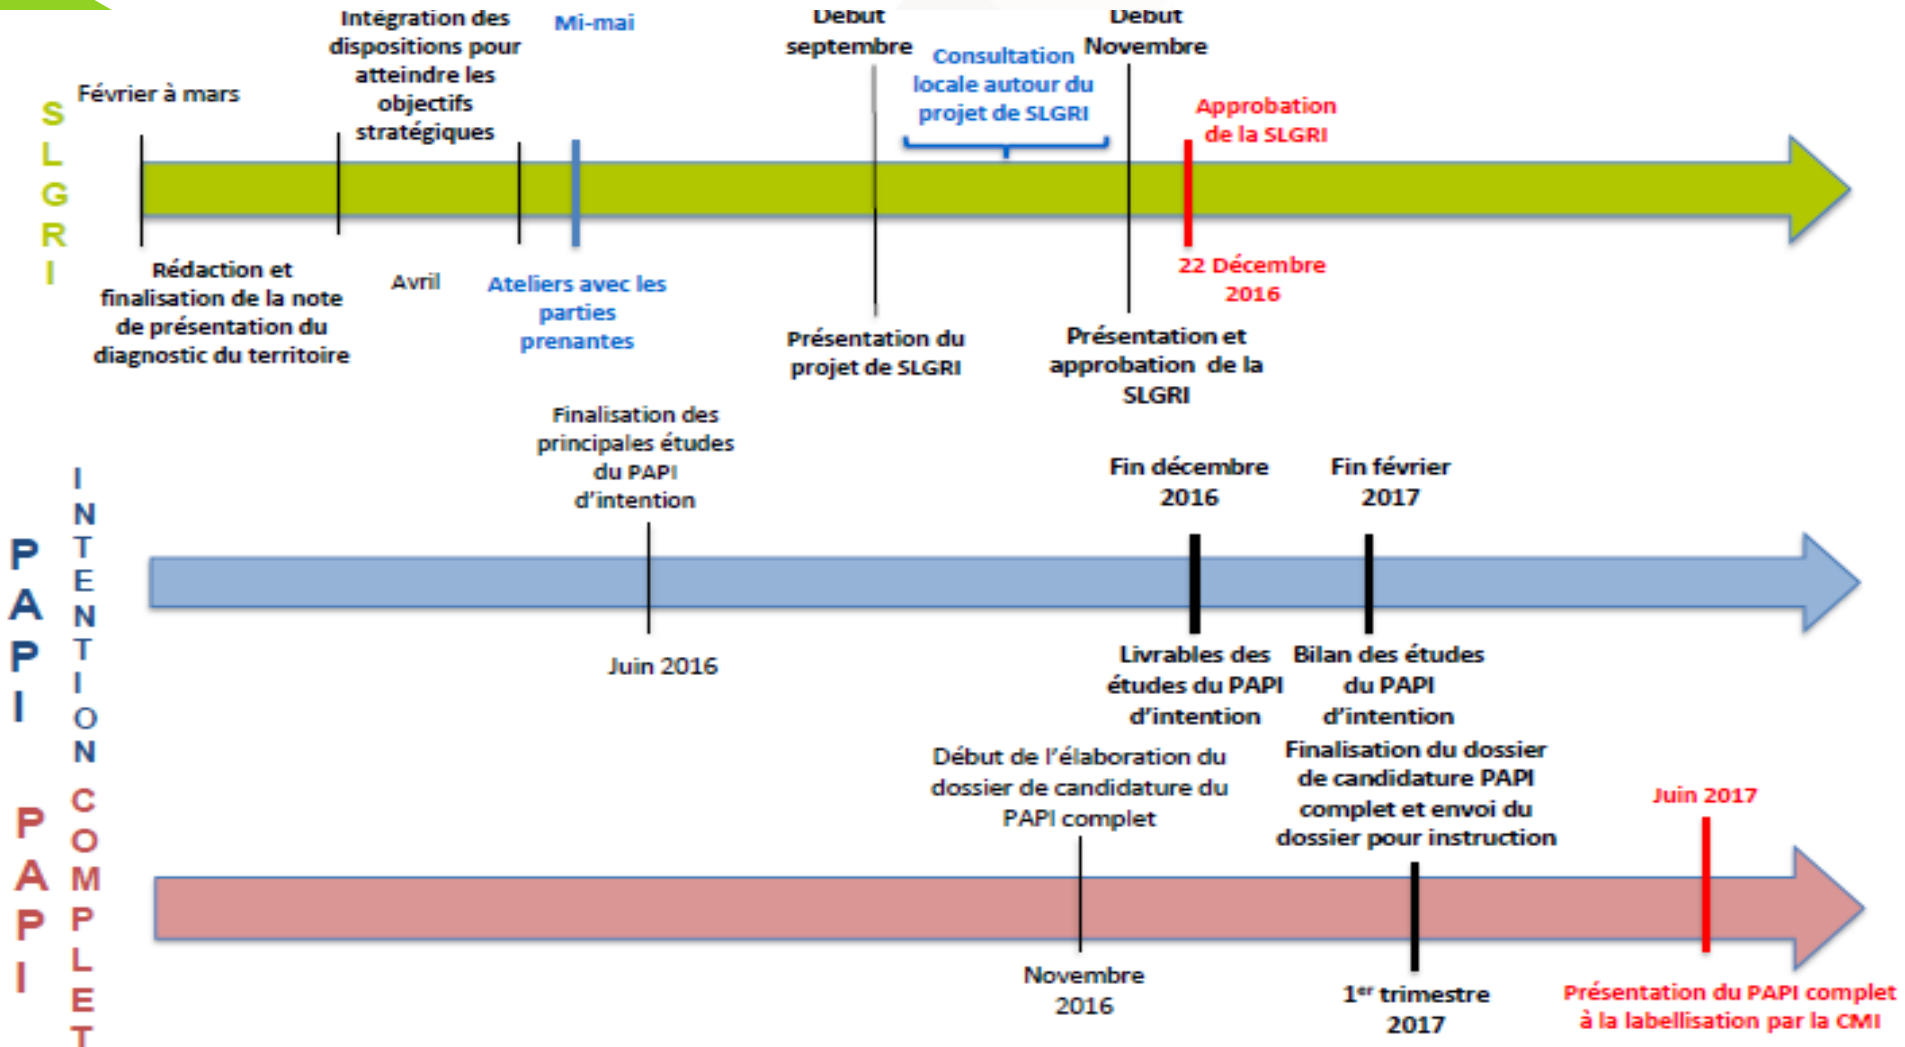 SLGRI
Février à mars
Intégration des
dispositions pour
atteindre les
objectifs
stratégiques
Mi-mai
Début
septembre
Consultation
locale autour du
projet de SLGRI
Début
Novembre
Approbation
de la SLGRI
Rédaction et
finalisation de la note
de présentation du
diagnostic du territoire
Avril
Ateliers avec les
parties
prenantes
Présentation du
projet de SLGRI
Présentation et
approbation de la
SLGRI
22 Décembre
2016
PAPI
INTENTION
Finalisation des
principales études
du PAPI
d'intention
Fin décembre
2016
Fin février
2017
Juin 2016
Livrables des
études du PAPI
d'intention
Bilan des études
du PAPI
d'intention
PAPI
COMPLET
Début de l'élaboration du
dossier de candidature du
PAPI complet
Finalisation du dossier
de candidature PAPI
complet et envoi du
dossier pour instruction
Juin 2017
Novembre
2016
1er trimestre
2017
Présentation du PAPI complet
à la labellisation par la CMI